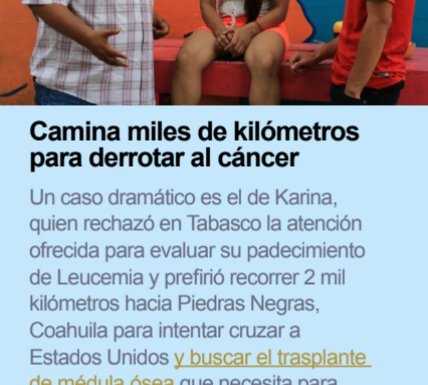 Camina miles de kilómetros
para derrotar al cáncer
Un caso dramático es el de Karina,
quien rechazó en Tabasco la atención
ofrecida para evaluar su padecimiento
de Leucemia y prefirió recorrer 2 mil
kilómetros hacia Piedras Negras,
Coahuila para intentar cruzar a
Estados Unidos y buscar el trasplante
de médula ósea que necesita para